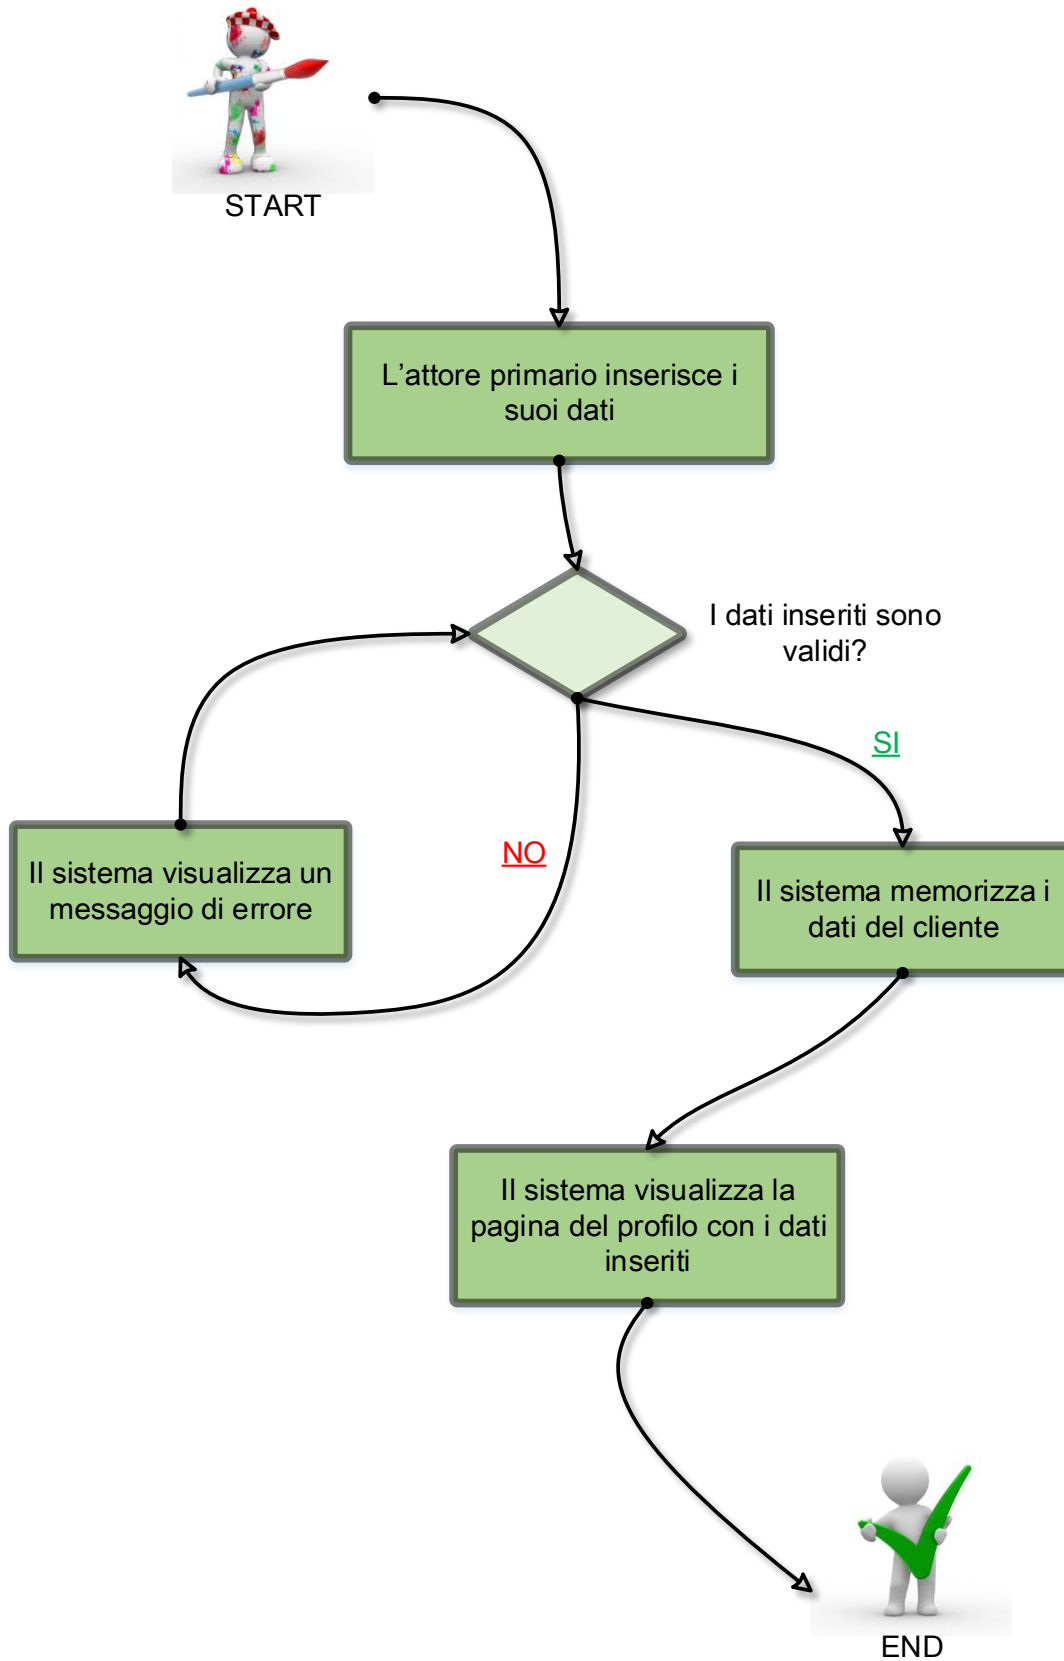 START
L’attore primario inserisce i
suoi dati
I dati inseriti sono
validi?
SI
NO
Il sistema visualizza un
messaggio di errore
Il sistema memorizza i
dati del cliente
Il sistema visualizza la
pagina del profilo con i dati
inseriti
END